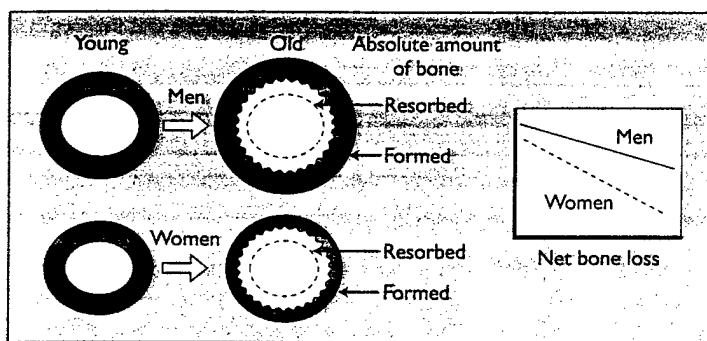 Young
Old
Absolute amount
of bone
Men
Resorbed
Formed
Women
Resorbed
Formed
Men
Women
Net bone loss